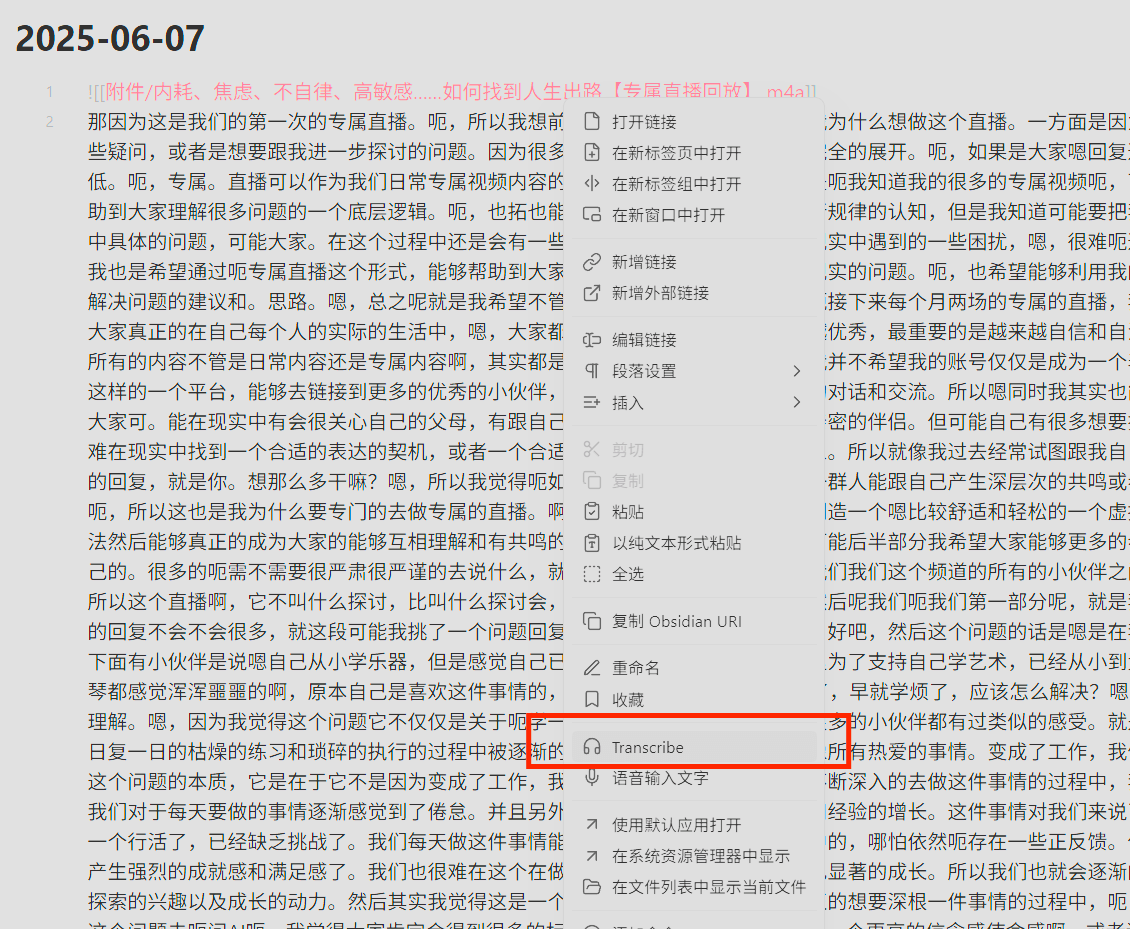 2025-06-07
1
![[附件/内耗、焦虑、不自律、高敏感……如何找到人生出路【专属直播回放】.m4a]]
2
那因为这是我们的第一次的专属直播。呃，所以我想前
些疑问，或者是想要跟我进一步探讨的问题。因为很多
低。呃，专属。直播可以作为我们日常专属视频内容的
助到大家理解很多问题的一个底层逻辑。呃，也拓也能
中具体的问题，可能大家。在这个过程中还是会有一些
我也是希望通过呃专属直播这个形式，能够帮助到大家
解决问题的建议和。思路。嗯，总之呢就是我希望不管
大家真正的在自己每个人的实际的生活中，嗯，大家都
所有的内容不管是日常内容还是专属内容啊，其实都是
这样的一个平台，能够去链接到更多的优秀的小伙伴，
大家可。能在现实中有会很关心自己的父母，有跟自己
难在现实中找到一个合适的表达的契机，或者一个合适
的回复，就是你。想那么多干嘛？嗯，所以我觉得呃如
呃，所以这也是我为什么要专门的去做专属的直播。啊
法然后能够真正的成为大家的能够互相理解和有共鸣的
己的。很多的呃需不需要很严肃很严谨的去说什么，就
所以这个直播啊，它不叫什么探讨，比叫什么探讨会，
的回复不会不会很多，就这段可能我挑了一个问题回复
下面有小伙伴是说嗯自己从小学乐器，但是感觉自己已
琴都感觉浑浑噩噩的啊，原本自己是喜欢这件事情的，
理解。嗯，因为我觉得这个问题它不仅仅是关于呃学一
日复一日的枯燥的练习和琐碎的执行的过程中被逐渐的
这个问题的本质，它是在于它不是因为变成了工作，我
我们对于每天要做的事情逐渐感觉到了倦怠。并且另外
一个行活了，已经缺乏挑战了。我们每天做这件事情能
产生强烈的成就感和满足感了。我们也很难在这个在做
探索的兴趣以及成长的动力。然后其实我觉得这是一个
打开链接
在新标签页中打开
在新标签组中打开
在新窗口中打开
新增链接
新增外部链接
编辑链接
段落设置
插入
剪切
复制
粘贴
以纯文本形式粘贴
全选
复制 Obsidian URI
重命名
收藏
Transcribe
语音输入文字
使用默认应用打开
在系统资源管理器中显示
在文件列表中显示当前文件
为什么想做这个直播。一方面是因
全的展开。呃，如果是大家嗯回复
呃我知道我的很多的专属视频呃，
规律的认知，但是我知道可能要把
实中遇到的一些困扰，嗯，很难呃
实的问题。呃，也希望能够利用我
接下来每个月两场的专属的直播，
优秀，最重要的是越来越自信和自
并不希望我的账号仅仅是成为一个
对话和交流。所以嗯同时我其实也
密的伴侣。但可能自己有很多想要
。所以就像我过去经常试图跟我自
群人能跟自己产生深层次的共鸣或
造一个嗯比较舒适和轻松的一个虚
能后半部分我希望大家能够更多的
们我们这个频道的所有的小伙伴之
后呢我们呃我们第一部分呢，就是
好吧，然后这个问题的话是嗯是在
为了支持自己学艺术，已经从小到
，早就学烦了，应该怎么解决？嗯
多的小伙伴都有过类似的感受。就
所有热爱的事情。变成了工作，我
断深入的去做这件事情的过程中，
经验的增长。这件事情对我们来说
的，哪怕依然呃存在一些正反馈。
显著的成长。所以我们也就会逐渐
的想要深根一件事情的过程中，呃